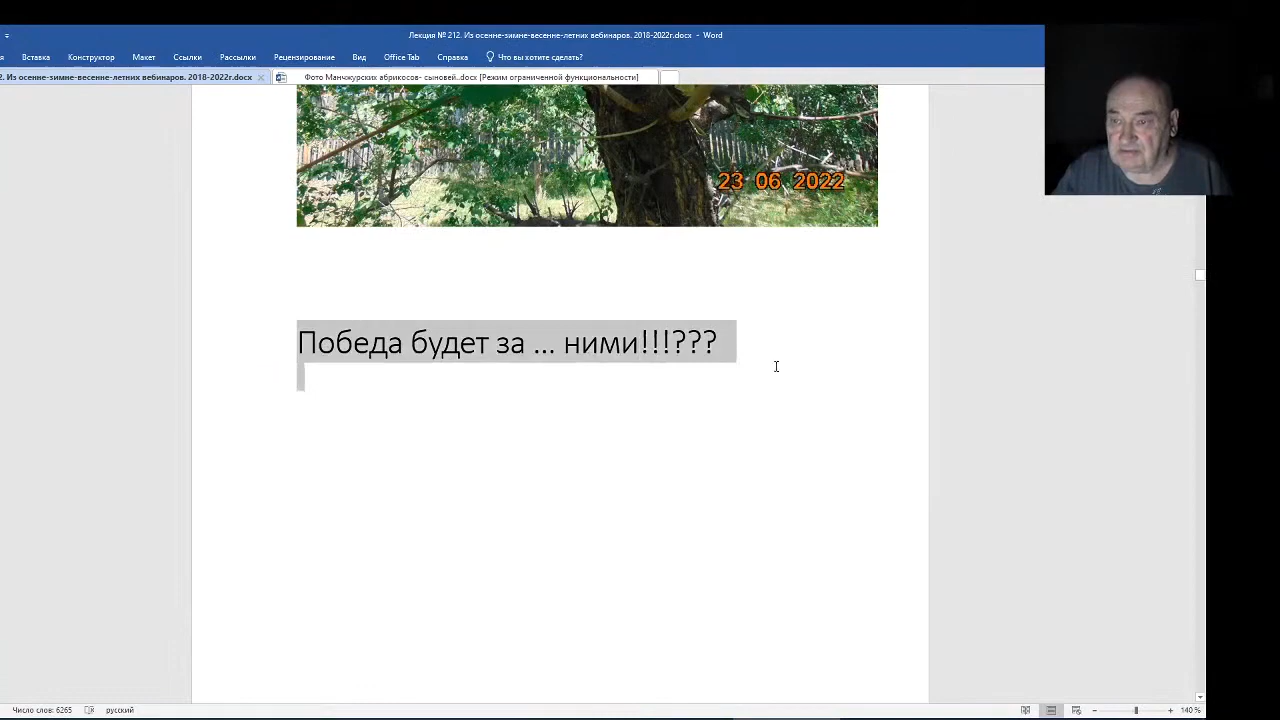 Лекция № 212. Из осенне-зимне-весенне-летних вебинаров. 2018-2022г.docx - Word
Вставка Конструктор Макет Ссылки Рассылки Рецензирование Вид Office Tab Справка Что вы хотите сделать?
2. Из осенне-зимне-весенне-летних вебинаров. 2018-2022г.docx Фото Манчжурских абрикосов- сыновей..docx [Режим ограниченной функциональности]
23 06 2022
Победа будет за ... ними!!!???
Число слов: 6265 русский 140 %